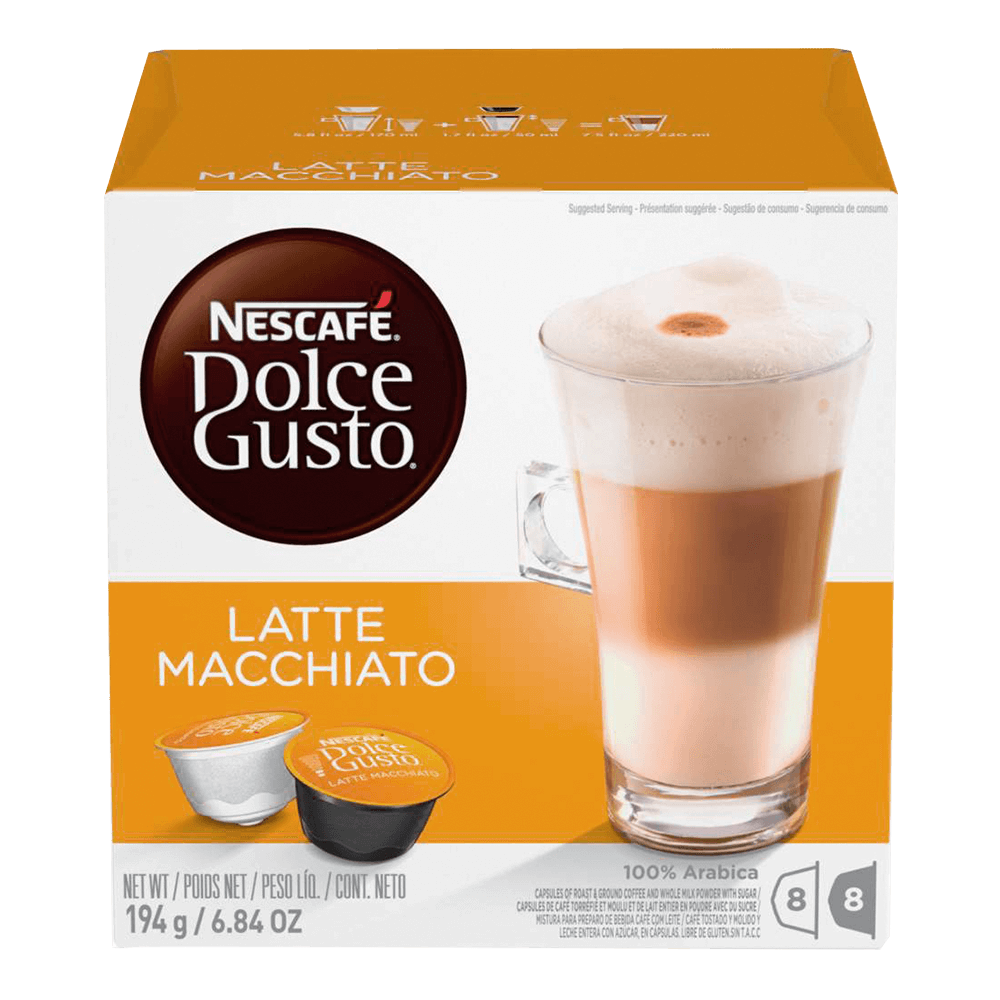 5.8 fl oz / 170 ml + 1.7 fl oz / 50 ml = 7.5 fl oz / 220 ml
LATTE
MACCHIATO
Suggested Serving - Présentation suggérée - Sugestão de consumo - Sugerencia de consumo
NESCAFÉ®
DOLCE
GUSTO®
LATTE
MACCHIATO
NESCAFÉ
DOLCE
GUSTO
LATTE MACCHIATO
100% Arabica
NET WT / POIDS NET / PESO LÍQ. / CONT. NETO
194 g / 6.84 OZ
CAPSULES OF ROAST & GROUND COFFEE AND WHOLE MILK POWDER WITH SUGAR /
CAPSULES DE CAFÉ TORRÉFIÉ ET MOULU ET DE LAIT ENTIER EN POUDRE AVEC DU SUCRE /
MISTURA PARA PREPARO DE BEBIDA CAFÉ COM LEITE / CAFÉ TOSTADO Y MOLIDO Y
LECHE ENTERA CON AZÚCAR, EN CÁPSULAS. LIBRE DE GLUTEN.SIN T.A.C.C
8 8